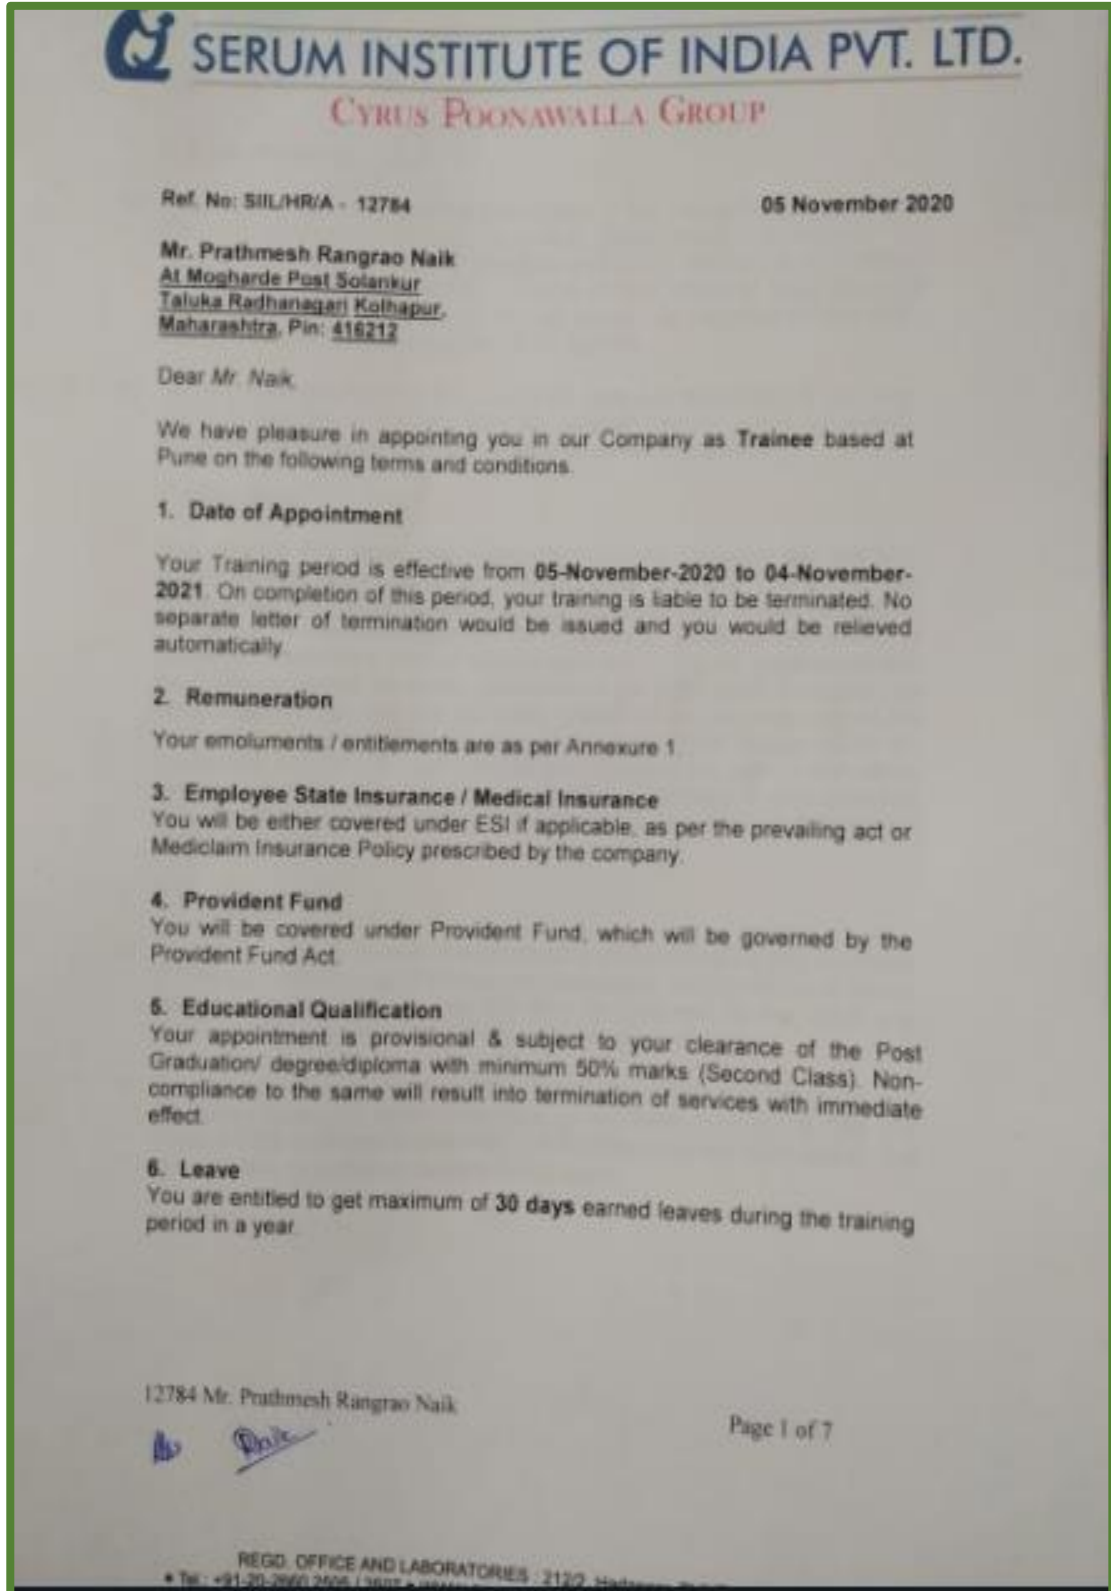 SERUM INSTITUTE OF INDIA PVT. LTD.
CYRUS POONAWALLA GROUP
Ref. No: SIIL/HR/A - 12784
05 November 2020
Mr. Prathmesh Rangrao Naik
At Mogharde Post Solankur
Taluka Radhanagari Kolhapur,
Maharashtra, Pin: 416212
Dear Mr. Naik,
We have pleasure in appointing you in our Company as Trainee based at
Pune on the following terms and conditions.
1. Date of Appointment
Your Training period is effective from 05-November-2020 to 04-November-
2021. On completion of this period, your training is liable to be terminated. No
separate letter of termination would be issued and you would be relieved
automatically.
2. Remuneration
Your emoluments / entitlements are as per Annexure 1.
3. Employee State Insurance / Medical Insurance
You will be either covered under ESI if applicable, as per the prevailing act or
Mediclaim Insurance Policy prescribed by the company.
4. Provident Fund
You will be covered under Provident Fund, which will be governed by the
Provident Fund Act.
5. Educational Qualification
Your appointment is provisional & subject to your clearance of the Post
Graduation/ degree/diploma with minimum 50% marks (Second Class). Non-
compliance to the same will result into termination of services with immediate
effect.
6. Leave
You are entitled to get maximum of 30 days earned leaves during the training
period in a year.
12784 Mr. Prathmesh Rangrao Naik
Page 1 of 7
Naik
REGD. OFFICE AND LABORATORIES : 212/2,
Tel : +91-20-2660